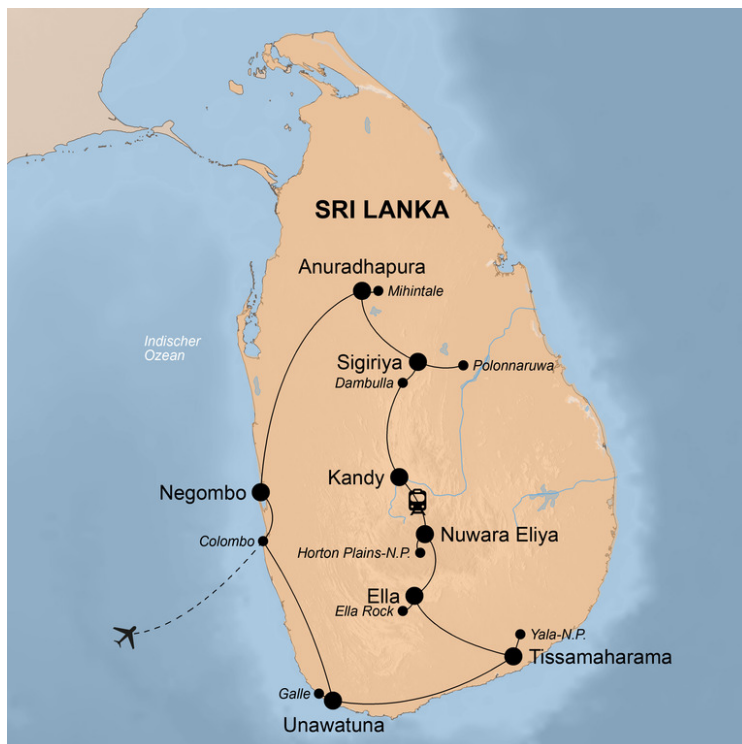 SRI LANKA
Anuradhapura
Mihintale
Indischer
Ozean
Sigiriya
Polonnaruwa
Dambulla
Kandy
Negombo
Colombo
Nuwara Eliya
Horton Plains-N.P.
Ella
Ella Rock
Yala-N.P.
Tissamaharama
Galle
Unawatuna